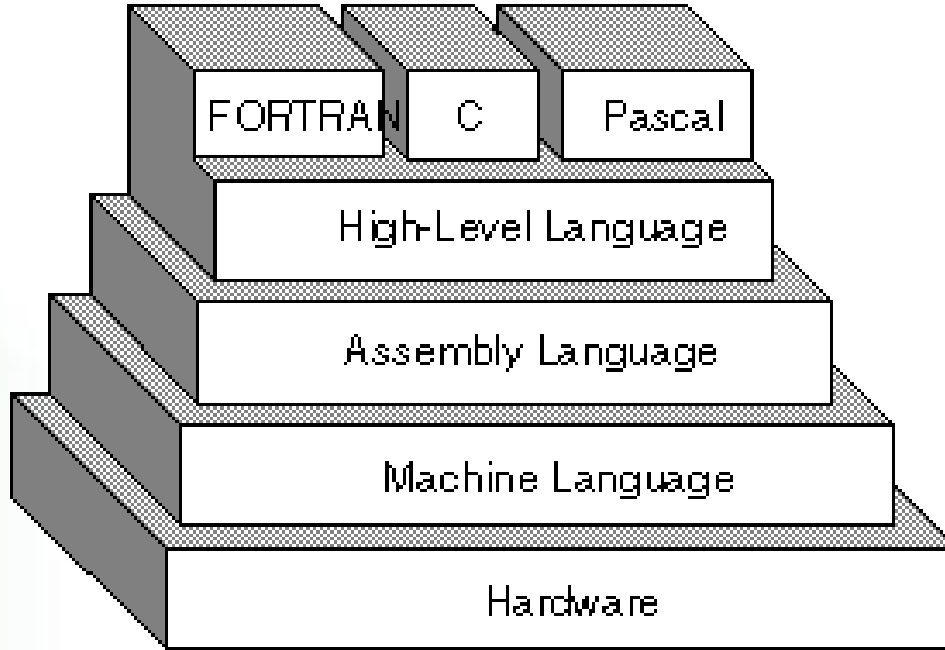 FORTRAN C Pascal
High-Level Language
Assembly Language
Machine Language
Hardware